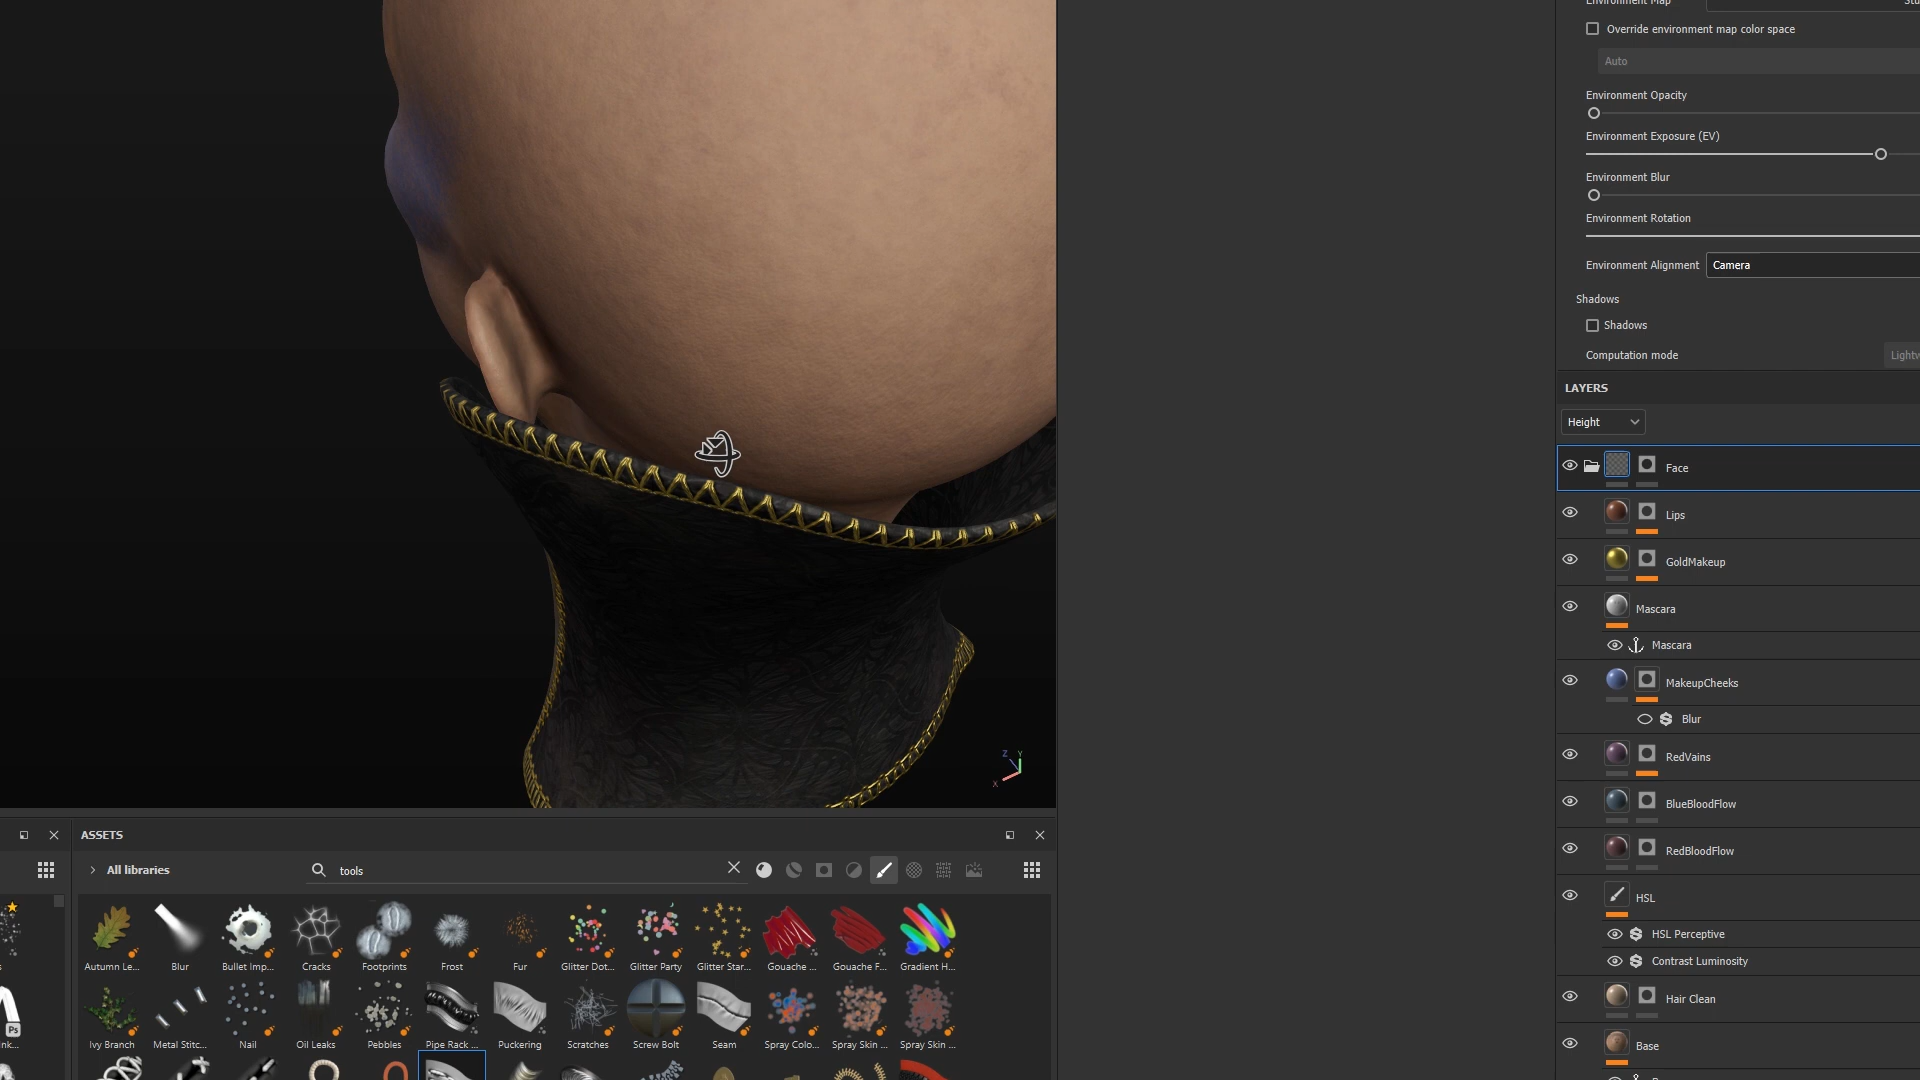 Environment Map
Override environment map color space
Auto
Environment Opacity
Environment Exposure (EV)
Environment Blur
Environment Rotation
Environment Alignment
Camera
Shadows
Shadows
Computation mode
LAYERS
Height
Face
Lips
GoldMakeup
Mascara
Mascara
MakeupCheeks
Blur
RedVains
BlueBloodFlow
RedBloodFlow
HSL
HSL Perceptive
Contrast Luminosity
Hair Clean
Base
Z Y
X
ASSETS
All libraries
tools
Autumn Le...
Blur
Bullet Imp...
Cracks
Footprints
Frost
Fur
Glitter Dot...
Glitter Party
Glitter Star...
Gouache ...
Gouache F...
Gradient H...
Ps
Ivy Branch
Metal Stitc...
Nail
Oil Leaks
Pebbles
Pipe Rack ...
Puckering
Scratches
Screw Bolt
Seam
Spray Colo...
Spray Skin ...
Spray Skin ...